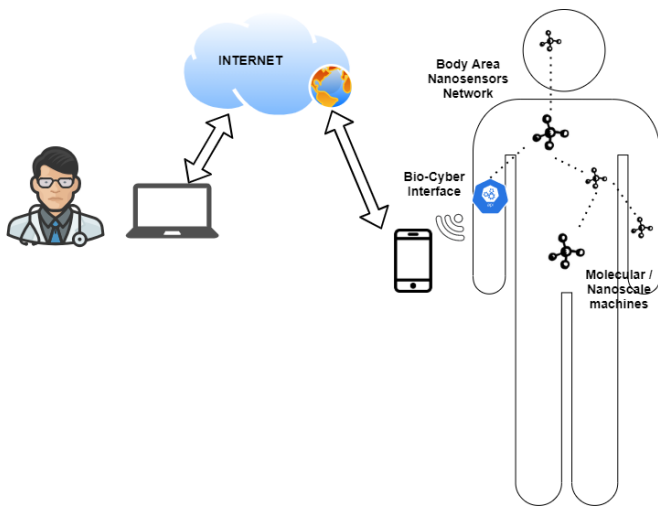 INTERNET
Body Area
Nanosensors
Network
Bio-Cyber
Interface
Molecular /
Nanoscale
machines